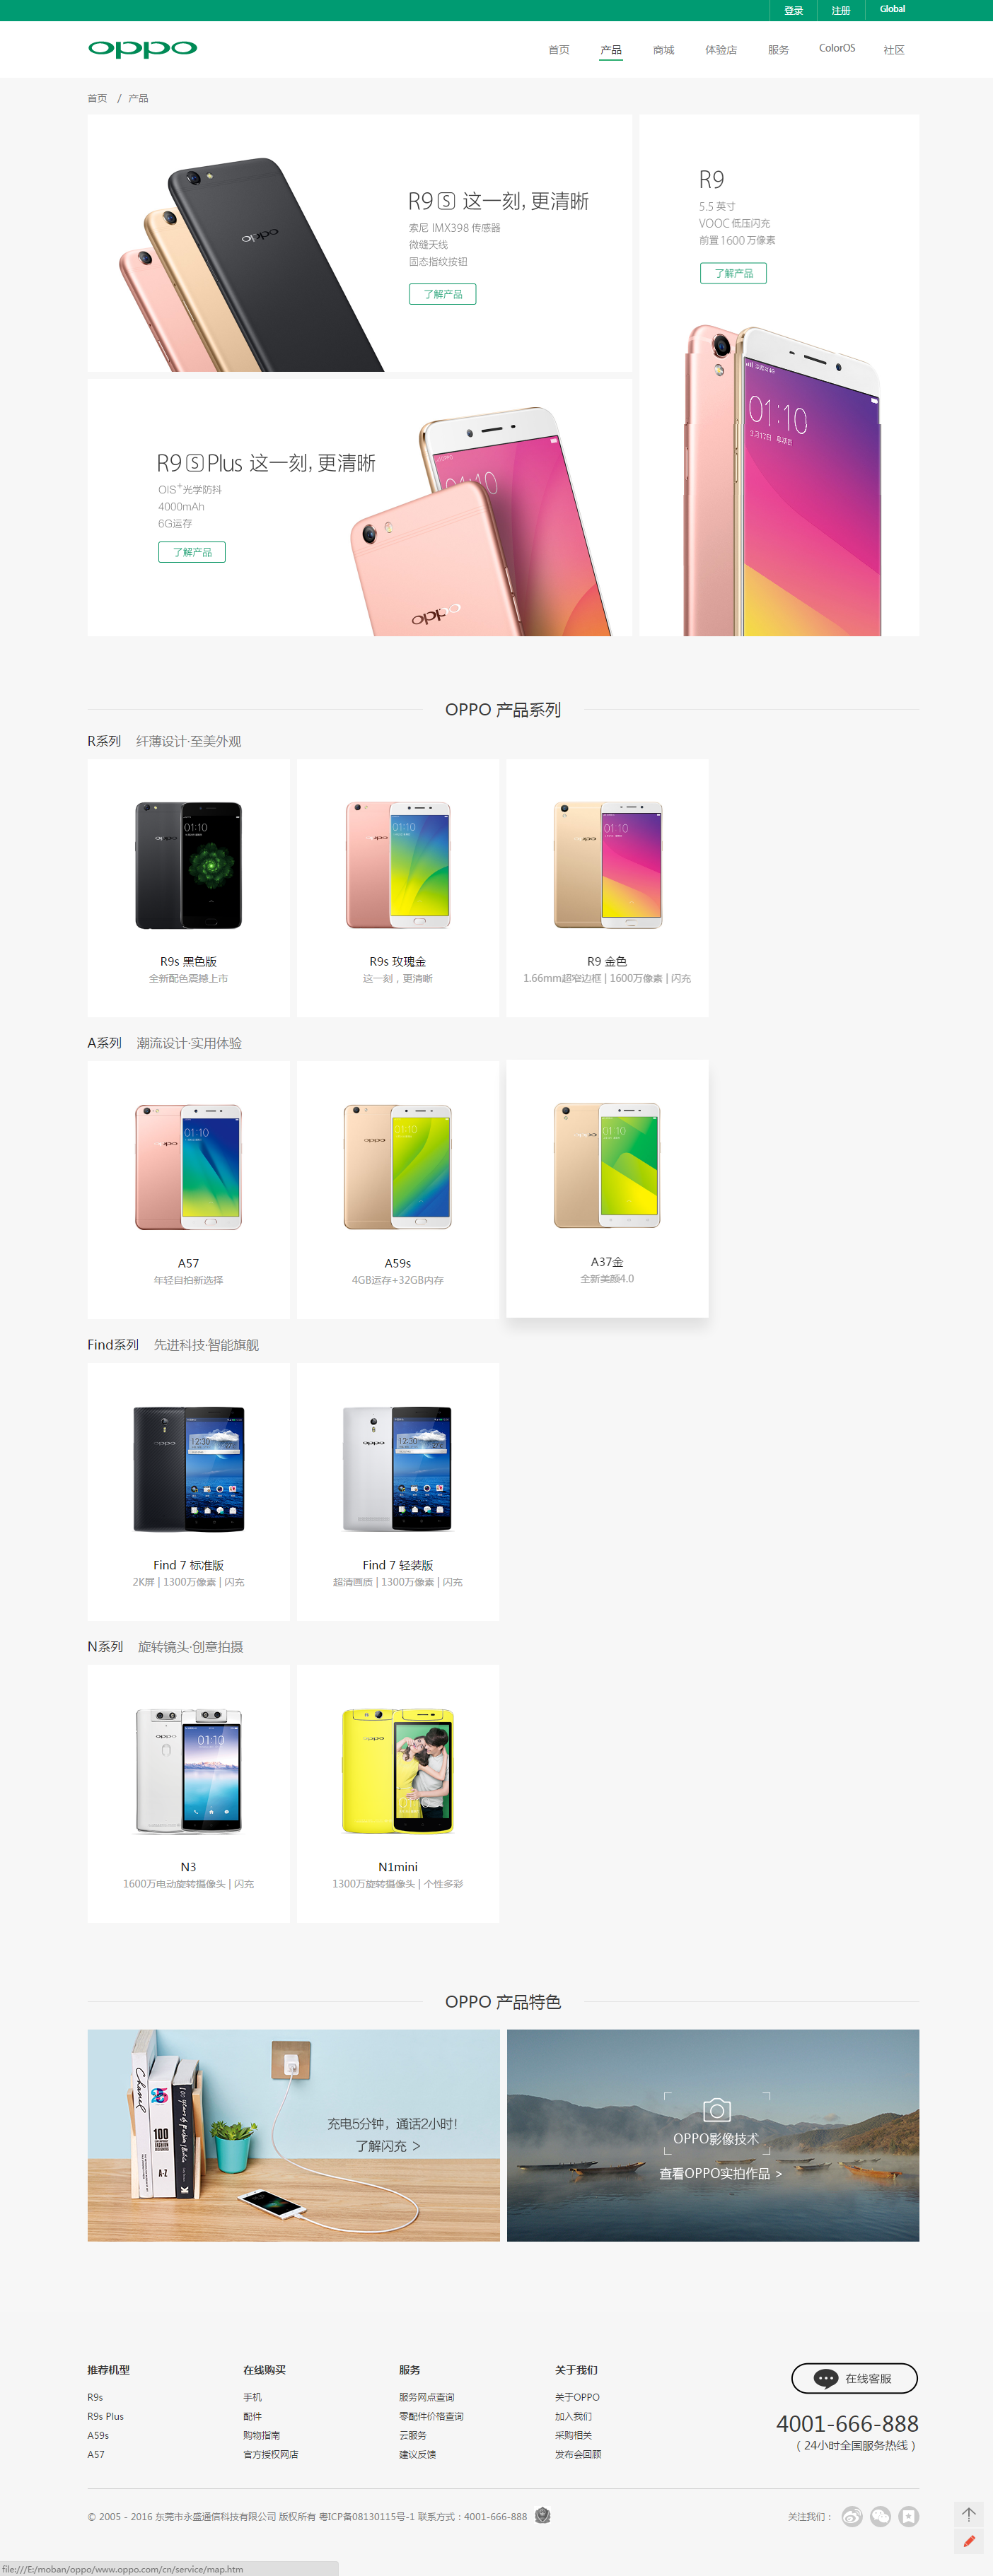 登录 注册 Global
oppo 首页 产品 商城 体验店 服务 ColorOS 社区
首页 / 产品
R9S 这一刻, 更清晰
索尼 IMX398 传感器
微缝天线
固态指纹按钮
了解产品
oppo
R9
5.5 英寸
VOOC 低压闪充
前置 1600 万像素
了解产品
01:10
R9S Plus 这一刻, 更清晰
OIS+光学防抖
4000mAh
6G运存
了解产品
oppo
OPPO 产品系列
R系列 纤薄设计·至美外观
R9s 黑色版
全新配色震撼上市
R9s 玫瑰金
这一刻，更清晰
R9 金色
1.66mm超窄边框 | 1600万像素 | 闪充
A系列 潮流设计·实用体验
A57
年轻自拍新选择
A59s
4GB运存+32GB内存
A37金
全新美颜4.0
Find系列 先进科技·智能旗舰
Find 7 标准版
2K屏 | 1300万像素 | 闪充
Find 7 轻装版
超清画质 | 1300万像素 | 闪充
N系列 旋转镜头·创意拍摄
N3
1600万电动旋转摄像头 | 闪充
N1mini
1300万旋转摄像头 | 个性多彩
OPPO 产品特色
充电5分钟，通话2小时!
了解闪充 >
OPPO影像技术
查看OPPO实拍作品 >
推荐机型
R9s
R9s Plus
A59s
A57
在线购买
手机
配件
购物指南
官方授权网店
服务
服务网点查询
零配件价格查询
云服务
建议反馈
关于我们
关于OPPO
加入我们
采购相关
发布会回顾
在线客服
4001-666-888
（24小时全国服务热线）
© 2005 - 2016 东莞市永盛通信科技有限公司 版权所有 粤ICP备08130115号-1 联系方式：4001-666-888
关注我们：
file:///E:/moban/oppo/www.oppo.com/cn/service/map.htm